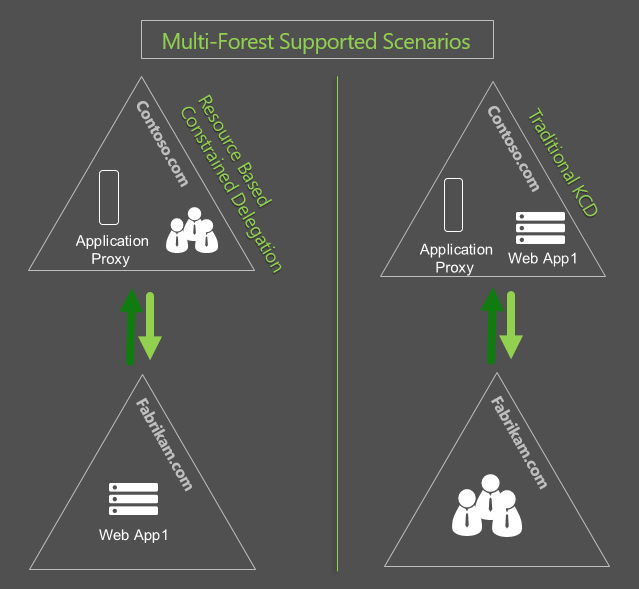 Multi-Forest Supported Scenarios
Contoso.com
Resource Based
Constrained Delegation
Application
Proxy
Fabrikam.com
Web App1
Contoso.com
Traditional KCD
Application
Proxy
Web App1
Fabrikam.com